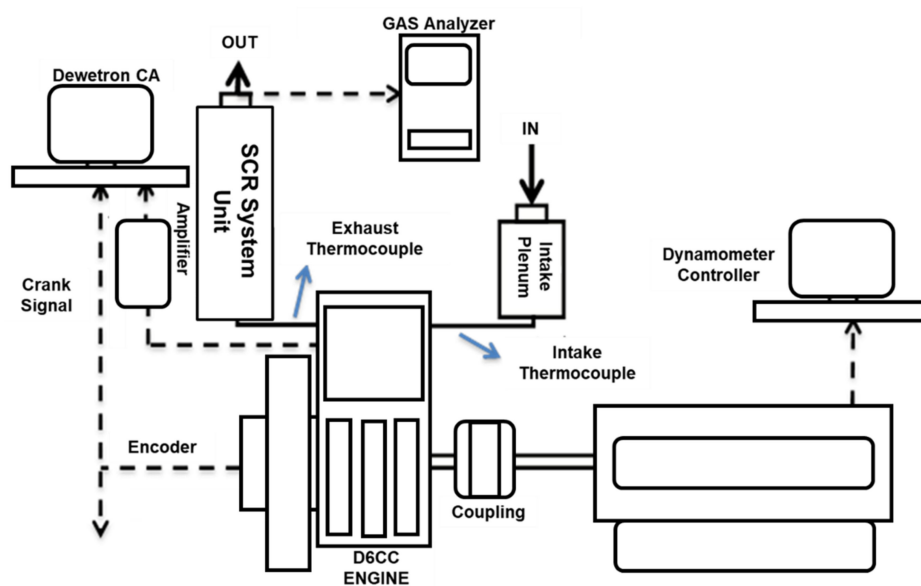 GAS Analyzer
OUT
Dewetron CA
IN
SCR System
Unit
Amplifier
Exhaust
Thermocouple
Intake
Plenum
Dynamometer
Controller
Crank
Signal
Intake
Thermocouple
Encoder
Coupling
D6CC
ENGINE